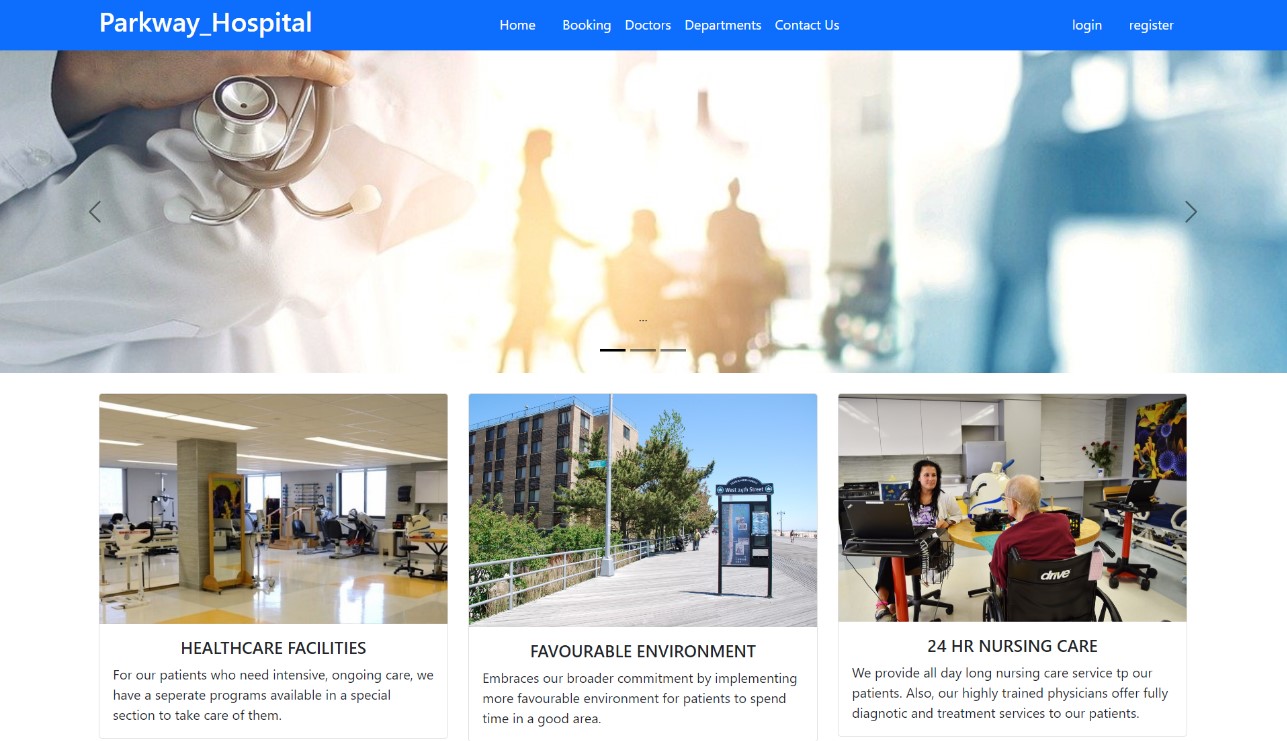 Parkway_Hospital
Home Booking Doctors Departments Contact Us
login register
...
West 24th Street
drive
HEALTHCARE FACILITIES
For our patients who need intensive, ongoing care, we
have a seperate programs available in a special
section to take care of them.
FAVOURABLE ENVIRONMENT
Embraces our broader commitment by implementing
more favourable environment for patients to spend
time in a good area.
24 HR NURSING CARE
We provide all day long nursing care service tp our
patients. Also, our highly trained physicians offer fully
diagnotic and treatment services to our patients.